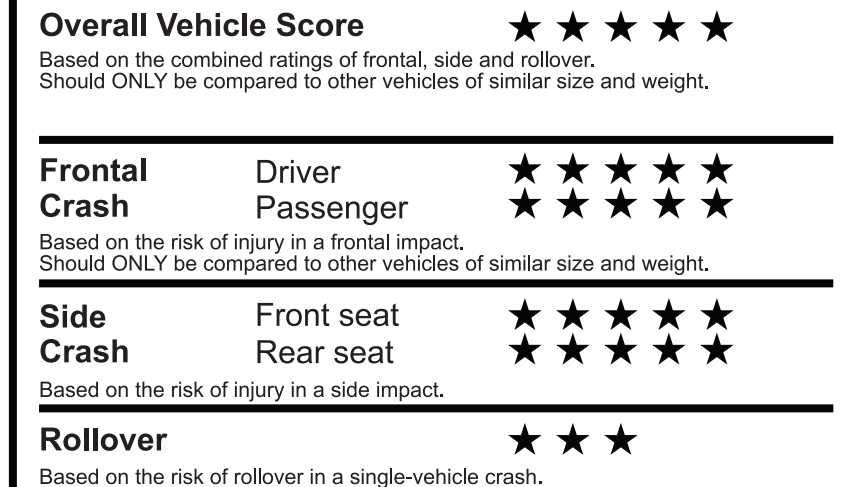 Overall Vehicle Score ★ ★ ★ ★ ★
Based on the combined ratings of frontal, side and rollover.
Should ONLY be compared to other vehicles of similar size and weight.
Frontal Driver ★ ★ ★ ★ ★
Crash Passenger ★ ★ ★ ★ ★
Based on the risk of injury in a frontal impact.
Should ONLY be compared to other vehicles of similar size and weight.
Side Front seat ★ ★ ★ ★ ★
Crash Rear seat ★ ★ ★ ★ ★
Based on the risk of injury in a side impact.
Rollover ★ ★ ★
Based on the risk of rollover in a single-vehicle crash.